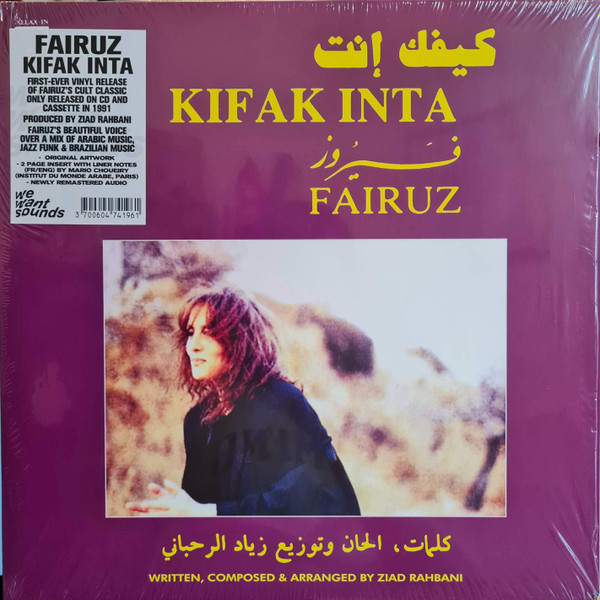 RELAX-IN
FAIRUZ
KIFAK INTA
FIRST-EVER VINYL RELEASE
OF FAIRUZ'S CULT CLASSIC
ONLY RELEASED ON CD AND
CASSETTE IN 1991
PRODUCED BY ZIAD RAHBANI
FAIRUZ'S BEAUTIFUL VOICE
OVER A MIX OF ARABIC MUSIC,
JAZZ FUNK & BRAZILIAN MUSIC
- ORIGINAL ARTWORK
- 2 PAGE INSERT WITH LINER NOTES
(FR/ENG) BY MARIO CHOUEIRY
(INSTITUT DU MONDE ARABE, PARIS)
- NEWLY REMASTERED AUDIO
we
want
sounds
3 700604 741961
كيفك إنت
KIFAK INTA
فيروز
FAIRUZ
كلمات، الحان وتوزيع زياد الرحباني
WRITTEN, COMPOSED & ARRANGED BY ZIAD RAHBANI